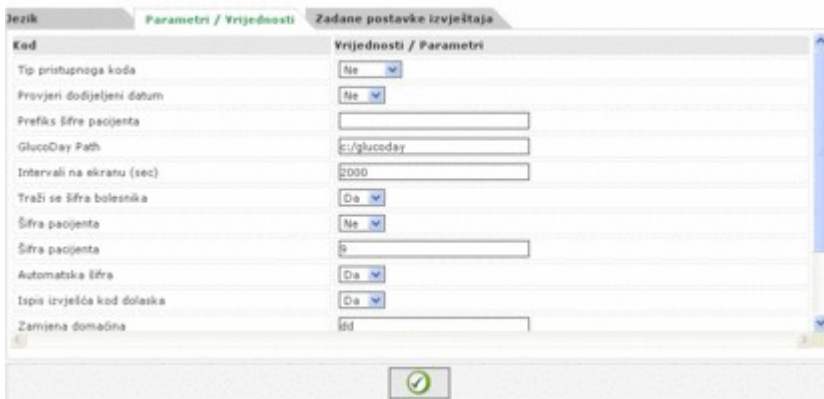 Jezik Parametri / Vrijednosti Zadane postavke izvještaja
Kod Vrijednosti / Parametri
Tip pristupnoga koda Ne
Provjeri dodijeljeni datum Ne
Prefiks šifre pacijenta
GlucoDay Path c:/glucoday
Intervali na ekranu (sec) 2000
Traži se šifra bolesnika Da
Šifra pacijenta Ne
Šifra pacijenta 9
Automatska šifra Da
Ispis izvješća kod dolaska Da
Zamjena domaćina dd